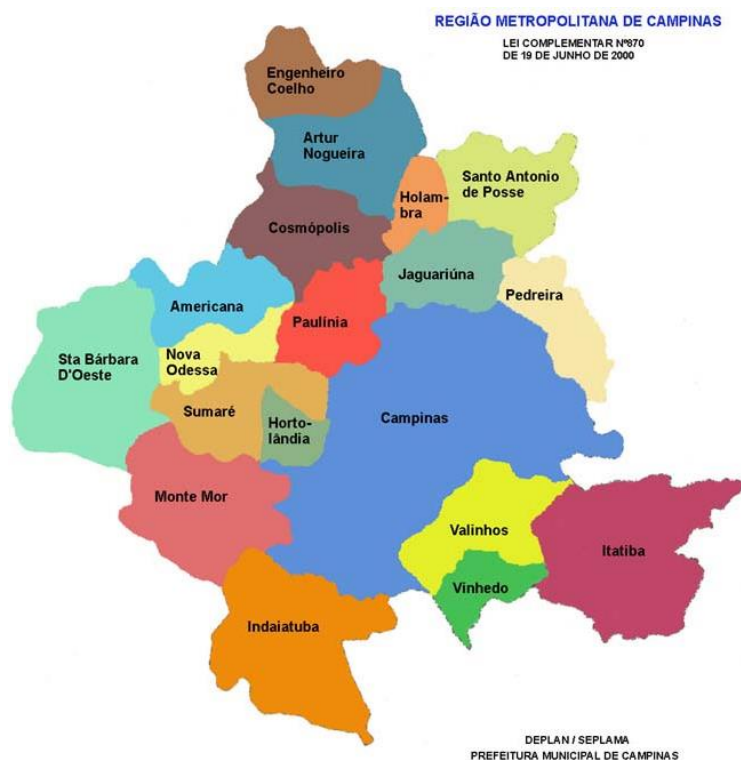 REGIÃO METROPOLITANA DE CAMPINAS
LEI COMPLEMENTAR Nº870
DE 19 DE JUNHO DE 2000
Engenheiro
Coelho
Artur
Nogueira
Santo Antonio
de Posse
Holam-
bra
Cosmópolis
Jaguariúna
Pedreira
Americana
Paulínia
Nova
Odessa
Sta Bárbara
D'Oeste
Sumaré
Horto-
lândia
Campinas
Monte Mor
Valinhos
Itatiba
Vinhedo
Indaiatuba
DEPLAN / SEPLAMA
PREFEITURA MUNICIPAL DE CAMPINAS